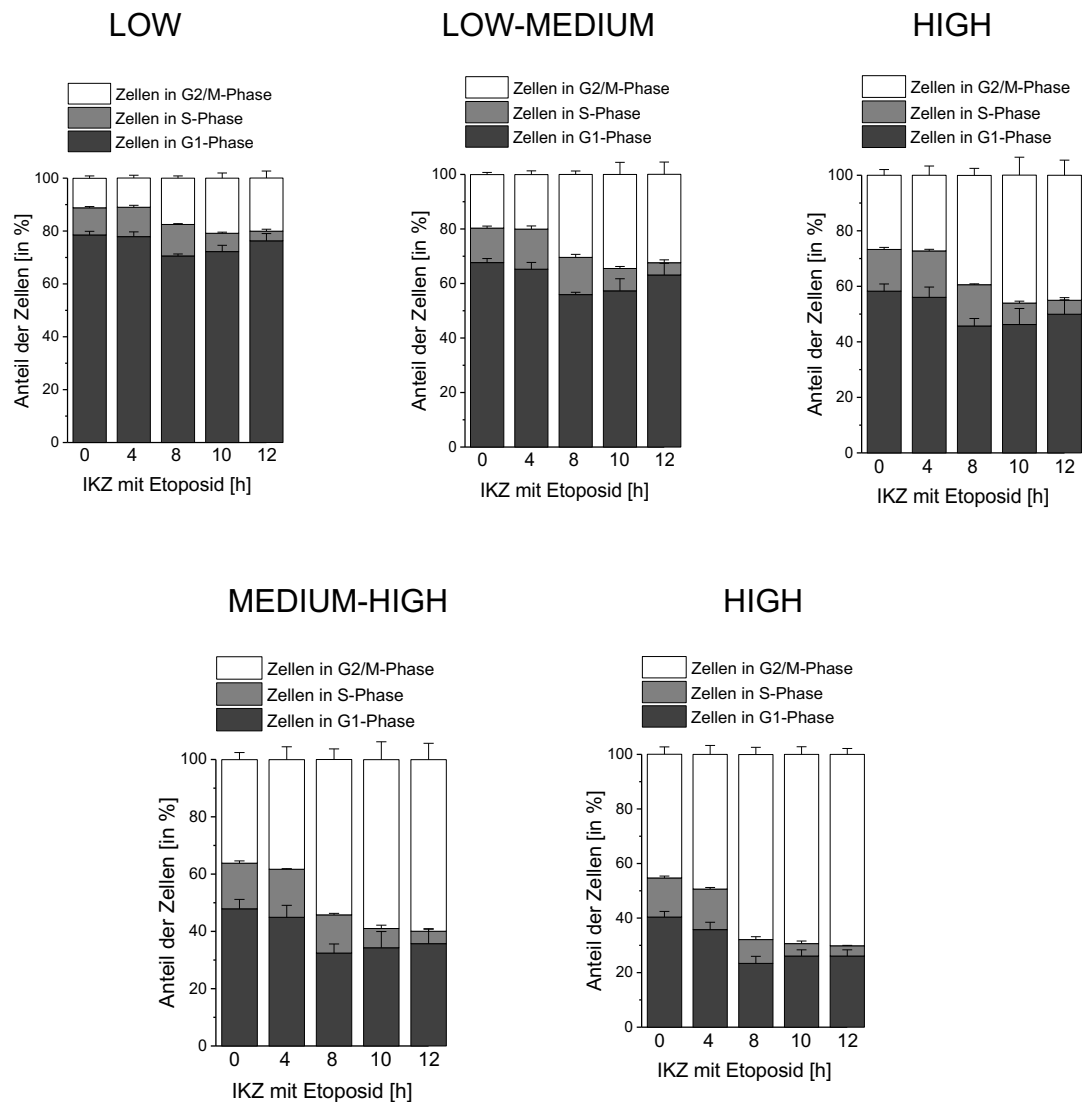 LOW
Zellen in G2/M-Phase
Zellen in S-Phase
Zellen in G1-Phase
Anteil der Zellen [in %]
100
80
60
40
20
0
0 4 8 10 12
IKZ mit Etoposid [h]
LOW-MEDIUM
Zellen in G2/M-Phase
Zellen in S-Phase
Zellen in G1-Phase
Anteil der Zellen [in %]
100
80
60
40
20
0
0 4 8 10 12
IKZ mit Etoposid [h]
HIGH
Zellen in G2/M-Phase
Zellen in S-Phase
Zellen in G1-Phase
Anteil der Zellen [in %]
100
80
60
40
20
0
0 4 8 10 12
IKZ mit Etoposid [h]
MEDIUM-HIGH
Zellen in G2/M-Phase
Zellen in S-Phase
Zellen in G1-Phase
Anteil der Zellen [in %]
100
80
60
40
20
0
0 4 8 10 12
IKZ mit Etoposid [h]
HIGH
Zellen in G2/M-Phase
Zellen in S-Phase
Zellen in G1-Phase
Anteil der Zellen [in %]
100
80
60
40
20
0
0 4 8 10 12
IKZ mit Etoposid [h]